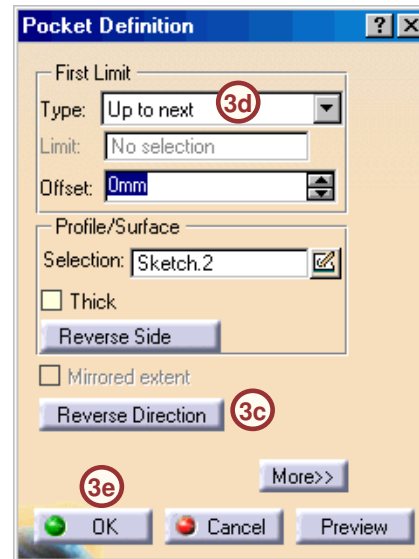 Pocket Definition ? X
First Limit
Type: Up to next 3d
Limit: No selection
Offset: 0mm
Profile/Surface
Selection: Sketch.2
Thick
Reverse Side
Mirrored extent
Reverse Direction 3c
More>>
3e
OK Cancel Preview